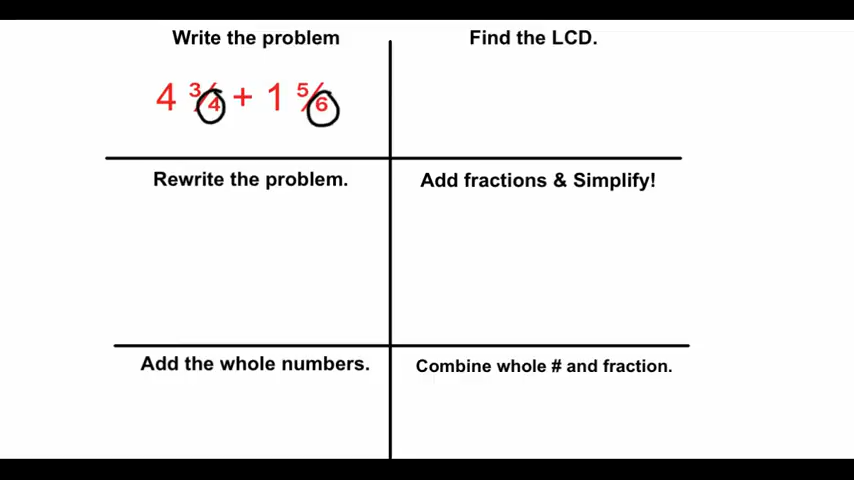 Write the problem
Find the LCD.
4 ¾ + 1 ⅚
Rewrite the problem.
Add fractions & Simplify!
Add the whole numbers.
Combine whole # and fraction.